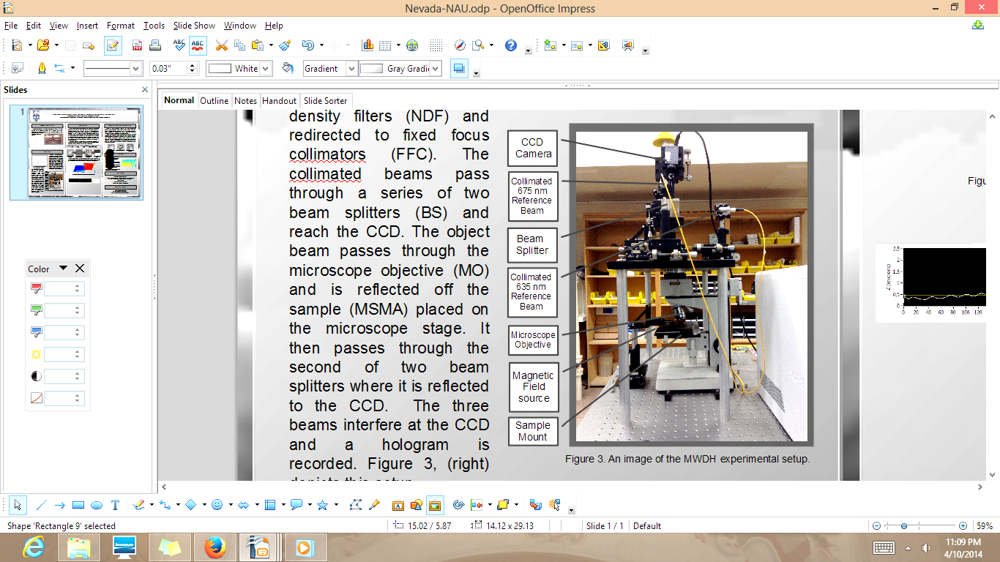 Nevada-NAU.odp - OpenOffice Impress
File Edit View Insert Format Tools Slide Show Window Help
0.03"
White
Gradient
Gray Gradi
Slides
Normal Outline Notes Handout Slide Sorter
1
Color
density filters (NDF) and
redirected to fixed focus
collimators (FFC). The
collimated beams pass
through a series of two
beam splitters (BS) and
reach the CCD. The object
beam passes through the
microscope objective (MO)
and is reflected off the
sample (MSMA) placed on
the microscope stage. It
then passes through the
second of two beam
splitters where it is reflected
to the CCD. The three
beams interfere at the CCD
and a hologram is
recorded. Figure 3, (right)
depicts this setup
CCD
Camera
Collimated
675 nm
Reference
Beam
Beam
Splitter
Collimated
635 nm
Reference
Beam
Microscope
Objective
Magnetic
Field
source
Sample
Mount
Figure 3. An image of the MWDH experimental setup.
Figu
Z (microns)
2.5
2
1.5
1
0.5
0
0 20 40 60 80 100 120
Shape 'Rectangle 9' selected
15.02 / 5.87
14.12 x 29.13
Slide 1 / 1
Default
59%
lenovo
11:09 PM
4/10/2014